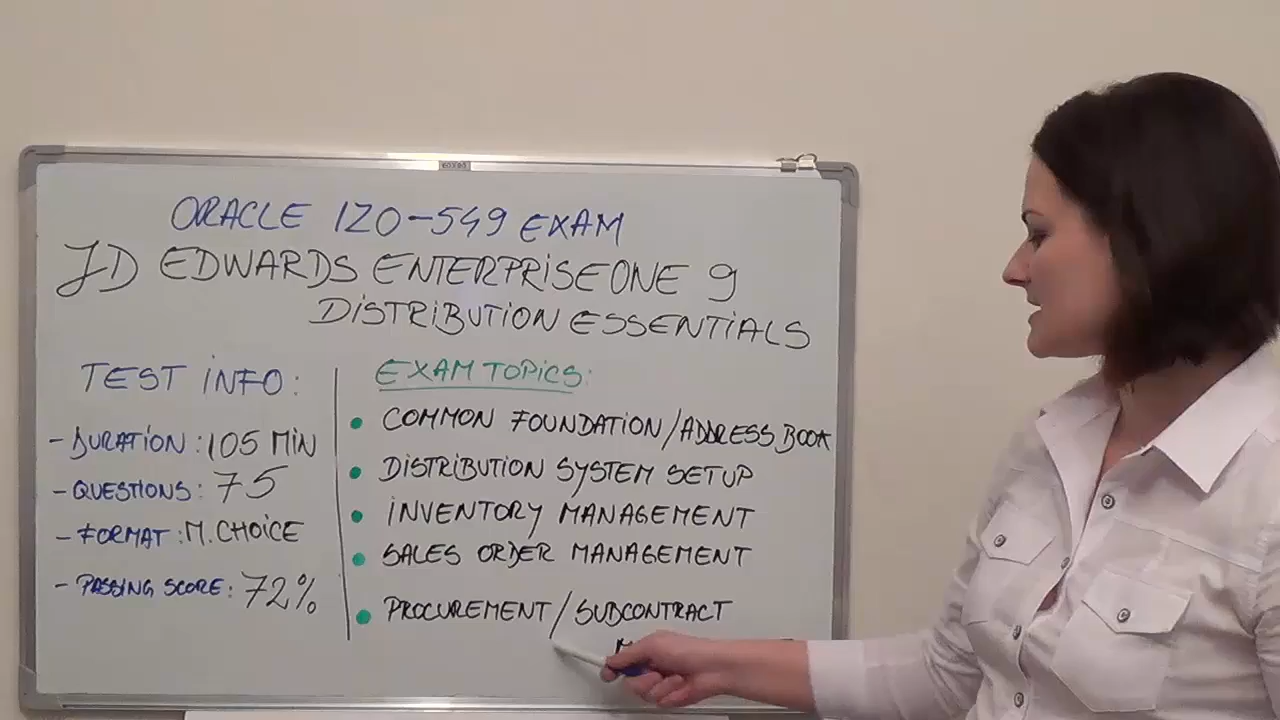 ORACLE 1Z0-549 EXAM
JD EDWARDS ENTERPRISEONE 9
DISTRIBUTION ESSENTIALS
TEST INFO:
- DURATION: 105 MIN
- QUESTIONS: 75
- FORMAT: M. CHOICE
- PASSING SCORE: 72%
EXAM TOPICS:
• COMMON FOUNDATION/ADDRESS BOOK
• DISTRIBUTION SYSTEM SETUP
• INVENTORY MANAGEMENT
• SALES ORDER MANAGEMENT
• PROCUREMENT/SUBCONTRACT